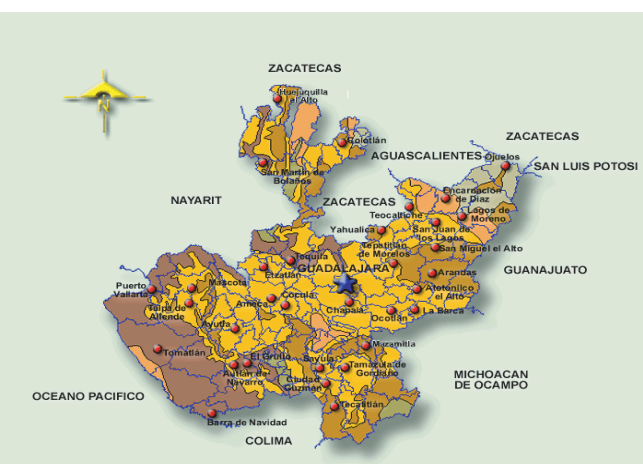 ZACATECAS
Huejuquilla
el Alto
N
Colotlán
ZACATECAS
AGUASCALIENTES
Ojuelos
SAN LUIS POTOSI
San Martín de
Bolaños
Encarnación
de Díaz
NAYARIT
ZACATECAS
Teocaltiche
Lagos de
Moreno
Yahualica
San Juan de
los Lagos
Tepatitlán
de Morelos
San Miguel el Alto
Tequila
GUADALAJARA
GUANAJUATO
Etzatlán
Arandas
Puerto
Vallarta
Mascota
Atotonilco
el Alto
Ameca
Cocula
Talpa de
Allende
Chapala
Ocotlán
La Barca
Ayutla
Mazamitla
Tomatlán
El Grullo
Sayula
Tamazula de
Gordiano
Autlán de
Navarro
Ciudad
Guzmán
MICHOACAN
DE OCAMPO
OCEANO PACIFICO
Tecalitlán
Barra de Navidad
COLIMA